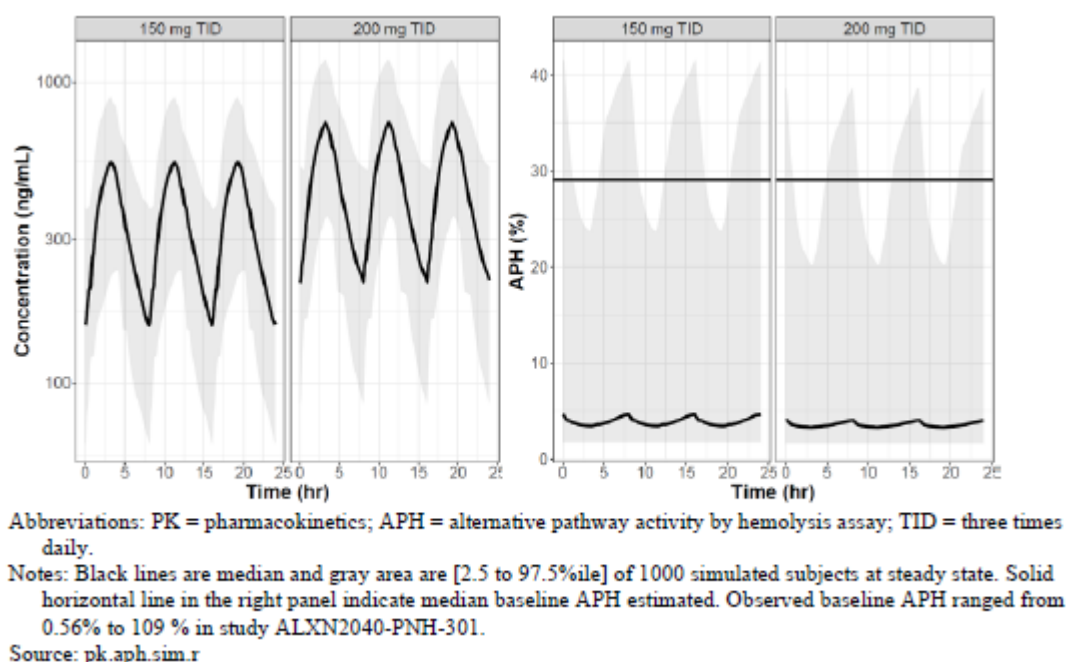 150 mg TID 200 mg TID 150 mg TID 200 mg TID
1000
300
100
Concentration (ng/mL)
0 5 10 15 20 25 0 5 10 15 20 25
Time (hr)
40
30
20
10
0
APH (%)
0 5 10 15 20 25 0 5 10 15 20 25
Time (hr)
Abbreviations: PK = pharmacokinetics; APH = alternative pathway activity by hemolysis assay; TID = three times
daily.
Notes: Black lines are median and gray area are [2.5 to 97.5%ile] of 1000 simulated subjects at steady state. Solid
horizontal line in the right panel indicate median baseline APH estimated. Observed baseline APH ranged from
0.56% to 109 % in study ALXN2040-PNH-301.
Source: pk.aph.sim.r